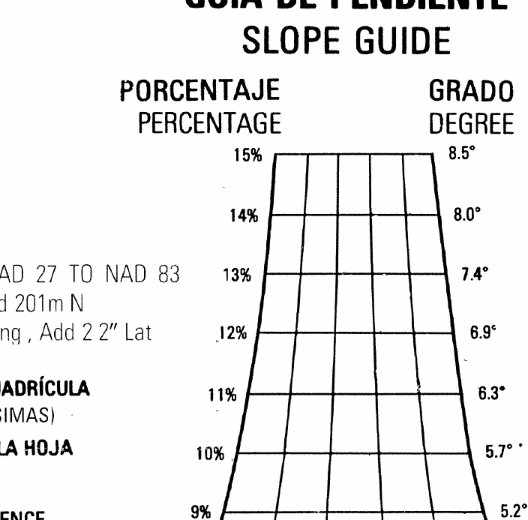 GUIA DE PENDIENTE
SLOPE GUIDE
PORCENTAJE GRADO
PERCENTAGE DEGREE
15% 8.5°
14% 8.0°
AD 27 TO NAD 83
13% 7.4°
d 201m N
ng , Add 2 2" Lat
12% 6.9°
ADRÍCULA
11% 6.3°
SIMAS)
LA HOJA
10% 5.7°
9% 5.2°
ENCE